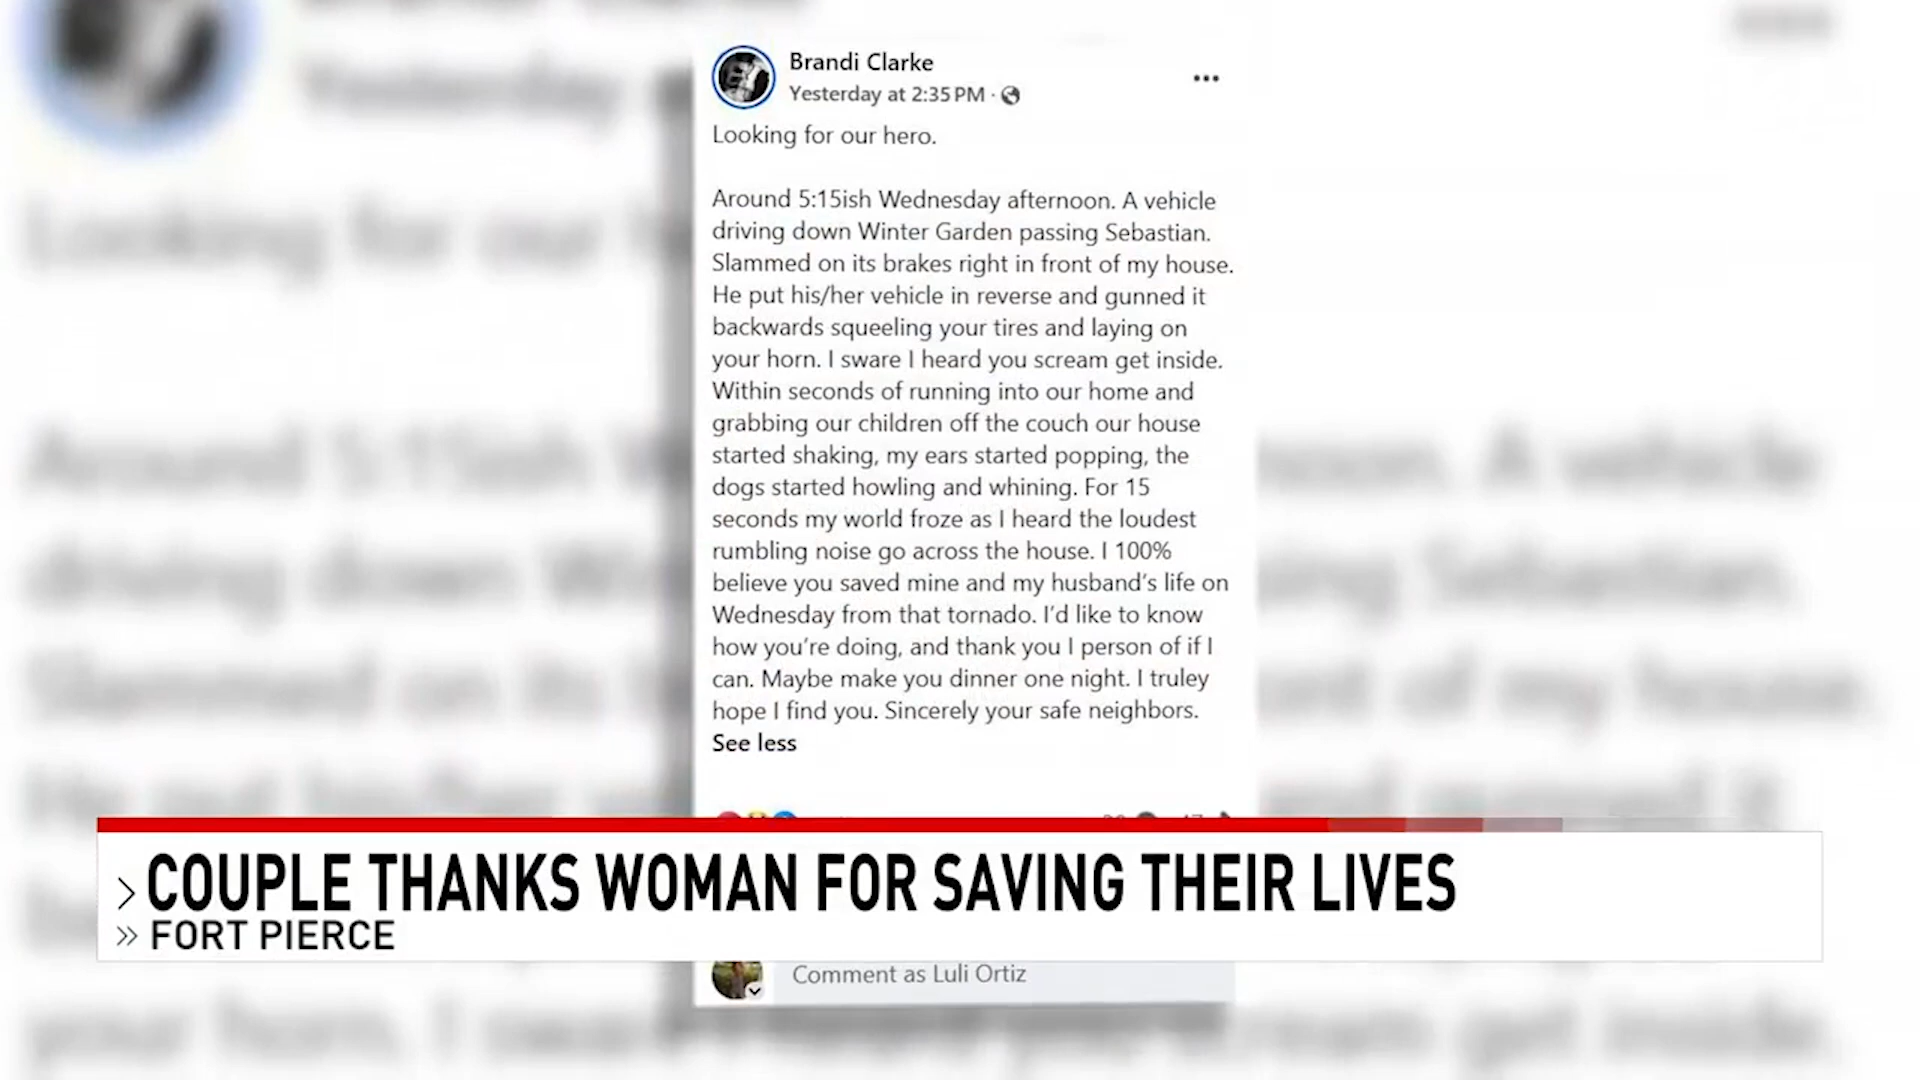 Brandi Clarke
Yesterday at 2:35 PM ·
Looking for our hero.
Around 5:15ish Wednesday afternoon. A vehicle
driving down Winter Garden passing Sebastian.
Slammed on its brakes right in front of my house.
He put his/her vehicle in reverse and gunned it
backwards squeeling your tires and laying on
your horn. I sware I heard you scream get inside.
Within seconds of running into our home and
grabbing our children off the couch our house
started shaking, my ears started popping, the
dogs started howling and whining. For 15
seconds my world froze as I heard the loudest
rumbling noise go across the house. I 100%
believe you saved mine and my husband's life on
Wednesday from that tornado. I'd like to know
how you're doing, and thank you I person of if I
can. Maybe make you dinner one night. I truley
hope I find you. Sincerely your safe neighbors.
See less
COUPLE THANKS WOMAN FOR SAVING THEIR LIVES
FORT PIERCE
Comment as Luli Ortiz